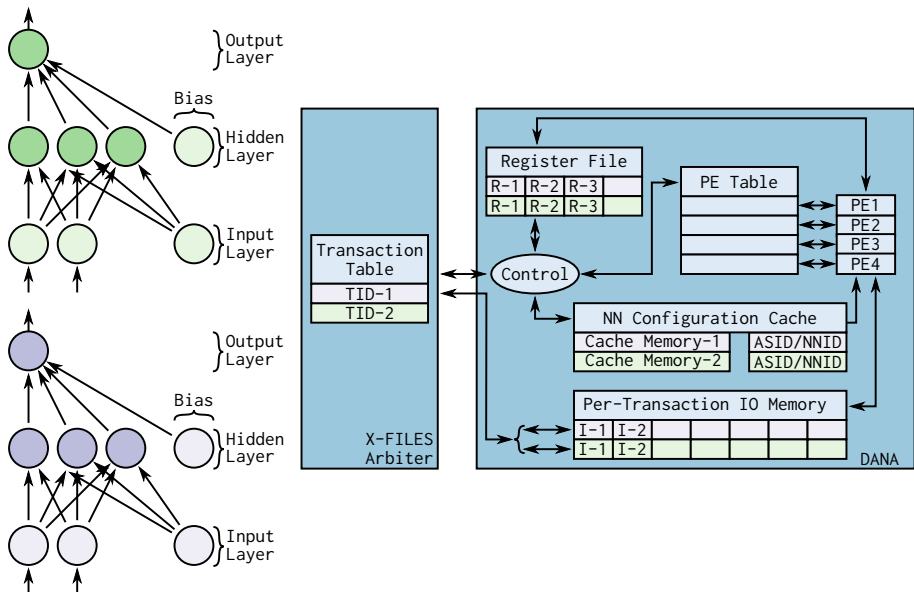 Output
Layer
Bias
Hidden
Layer
Input
Layer
Output
Layer
Bias
Hidden
Layer
Input
Layer
Transaction
Table
TID-1
TID-2
X-FILES
Arbiter
Register File
R-1 R-2 R-3
R-1 R-2 R-3
PE Table
PE1
PE2
PE3
PE4
Control
NN Configuration Cache
Cache Memory-1 ASID/NNID
Cache Memory-2 ASID/NNID
Per-Transaction IO Memory
I-1 I-2
I-1 I-2
DANA